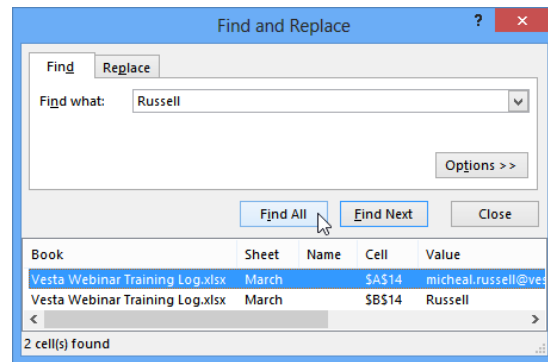 Find and Replace ? ×
Find Replace
Find what: Russell
Options >>
Find All Find Next Close
Book Sheet Name Cell Value
Vesta Webinar Training Log.xlsx March $A$14 micheal.russell@ves
Vesta Webinar Training Log.xlsx March $B$14 Russell
2 cell(s) found